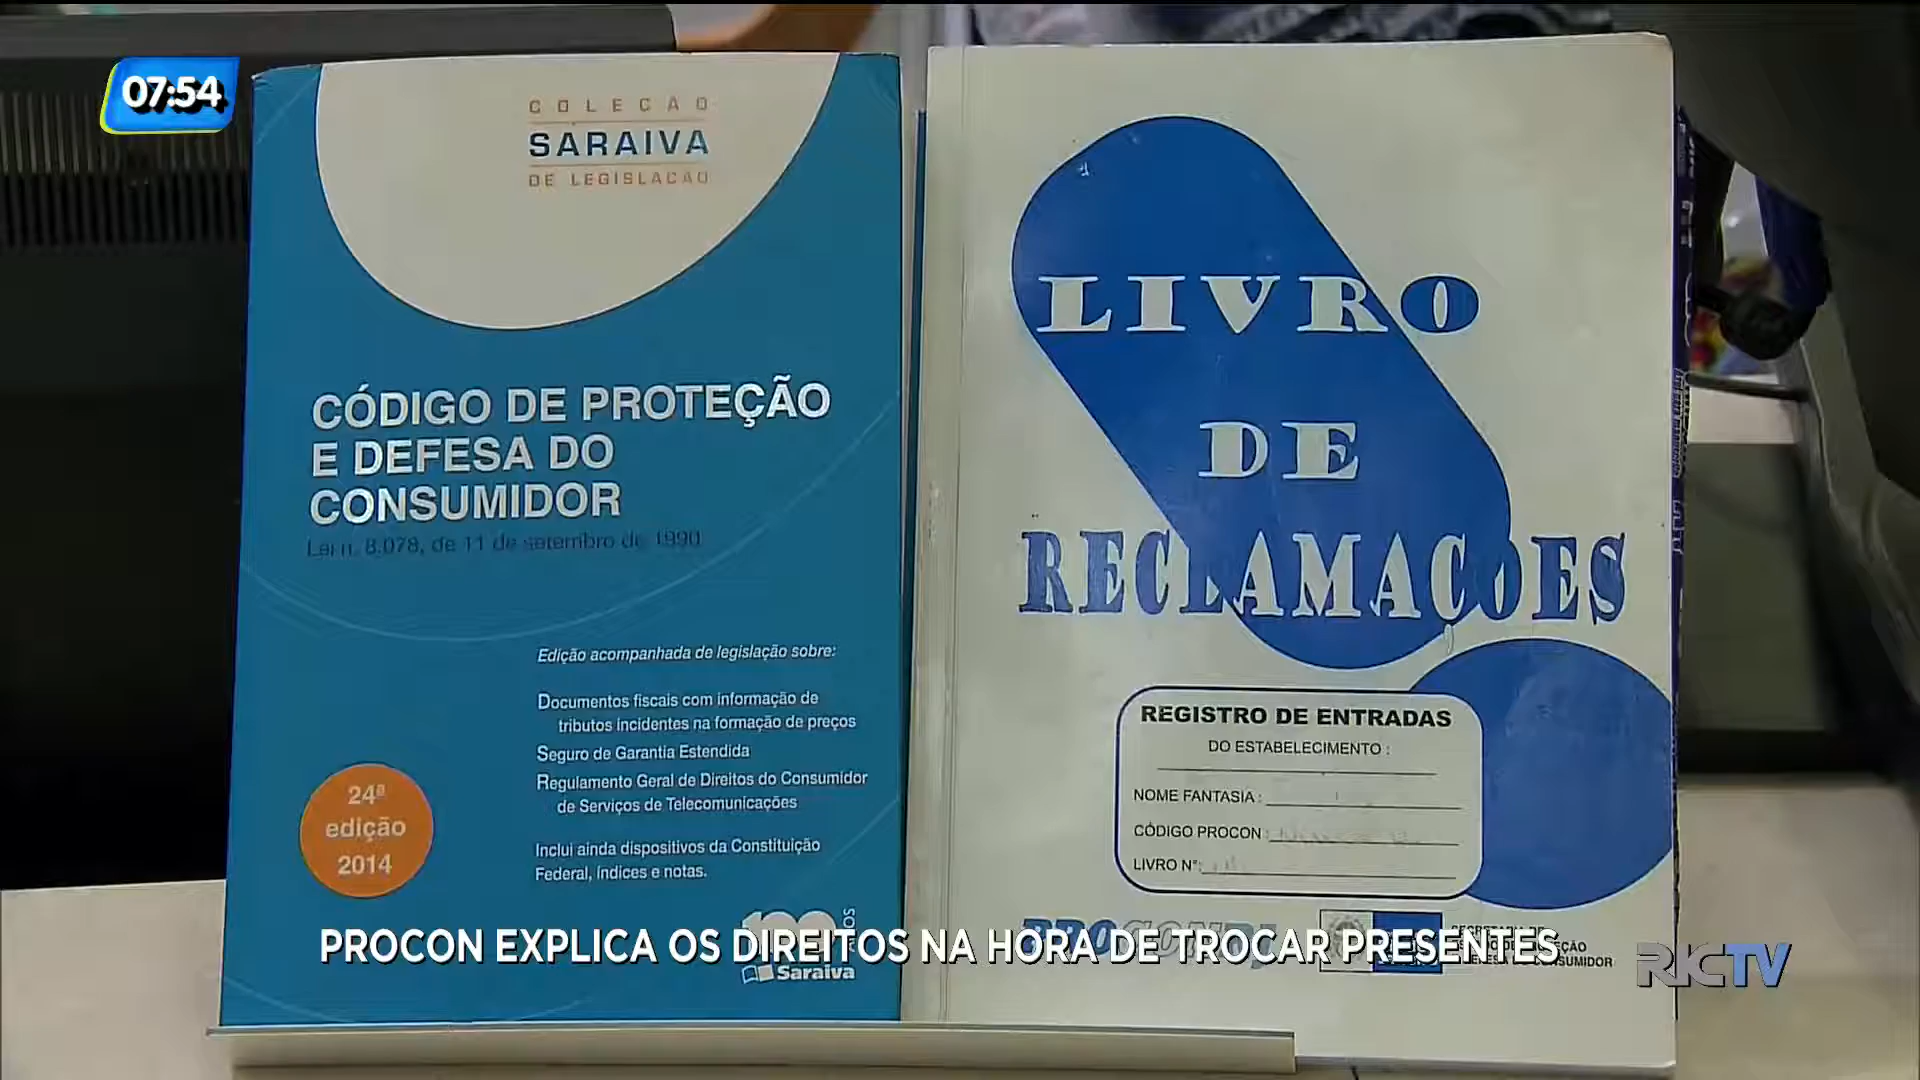 07:54
COLEÇÃO
SARAIVA
DE LEGISLAÇÃO
CÓDIGO DE PROTEÇÃO
E DEFESA DO
CONSUMIDOR
Lei n. 8.078, de 11 de setembro de 1990
Edição acompanhada de legislação sobre:
Documentos fiscais com informação de
tributos incidentes na formação de preços
Seguro de Garantia Estendida
Regulamento Geral de Direitos do Consumidor
de Serviços de Telecomunicações
Inclui ainda dispositivos da Constituição
Federal, índices e notas.
24ª
edição
2014
Saraiva
LIVRO
DE
RECLAMAÇOES
REGISTRO DE ENTRADAS
DO ESTABELECIMENTO :
NOME FANTASIA :
CÓDIGO PROCON :
LIVRO N°:
PROCON EXPLICA OS DIREITOS NA HORA DE TROCAR PRESENTES
RICTV